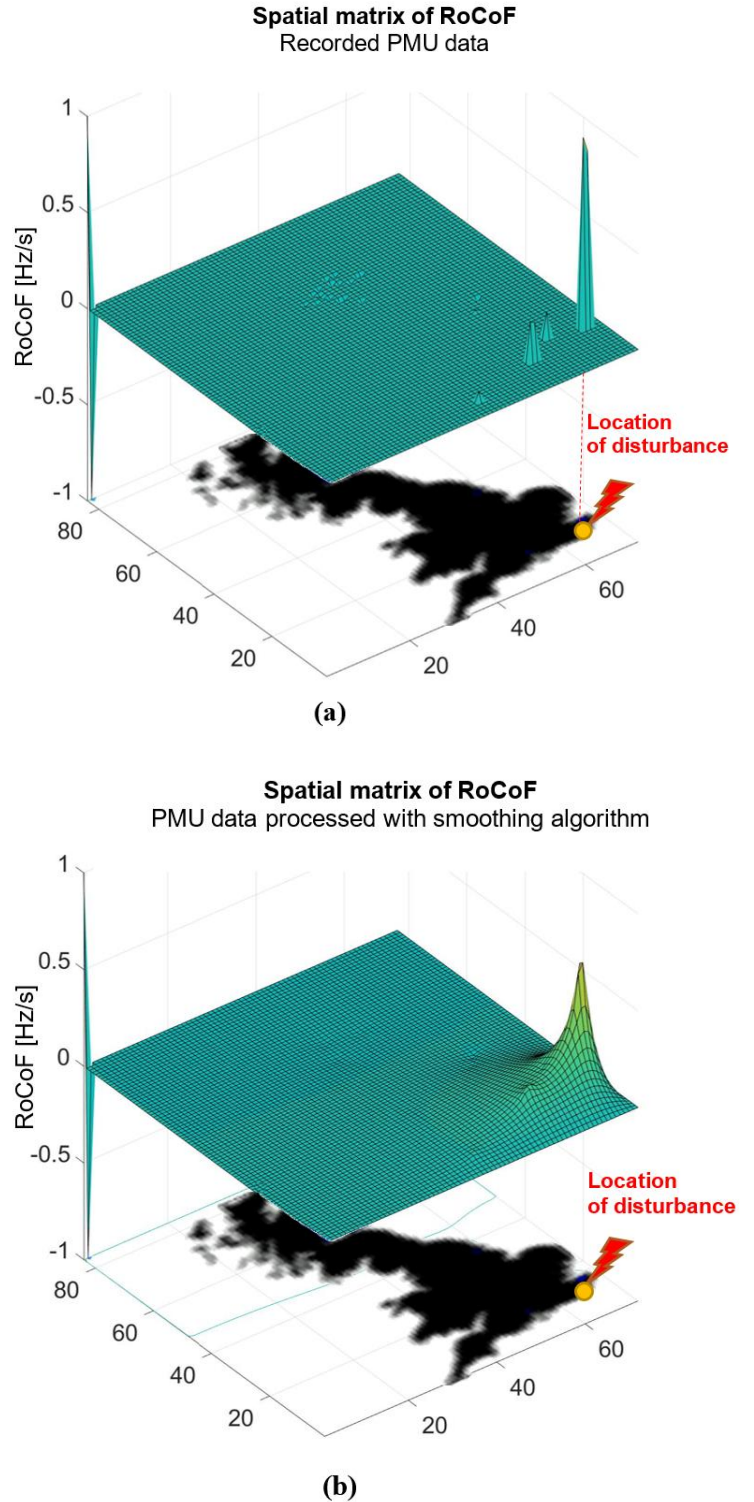 Spatial matrix of RoCoF
Recorded PMU data
1
0.5
0
-0.5
-1
RoCoF [Hz/s]
80
60
40
20
20
40
60
Location
of disturbance
(a)
Spatial matrix of RoCoF
PMU data processed with smoothing algorithm
1
0.5
0
-0.5
-1
RoCoF [Hz/s]
80
60
40
20
20
40
60
Location
of disturbance
(b)